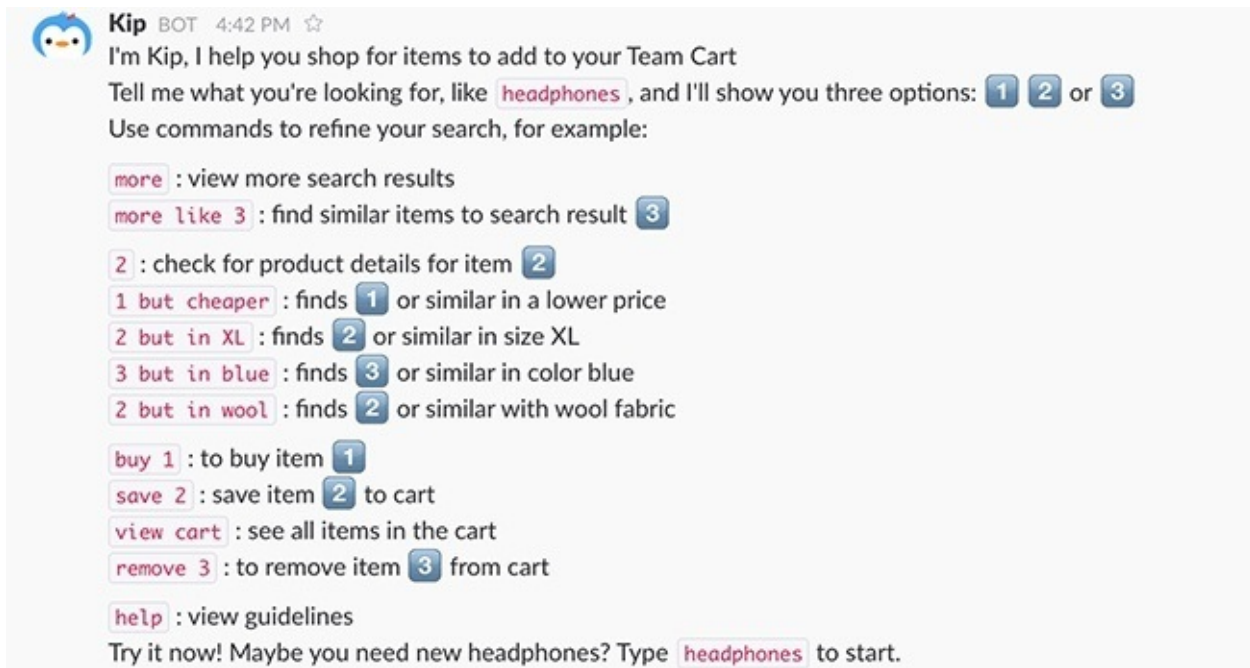 Kip BOT 4:42 PM
I'm Kip, I help you shop for items to add to your Team Cart
Tell me what you're looking for, like headphones, and I'll show you three options: 1 2 or 3
Use commands to refine your search, for example:
more : view more search results
more like 3 : find similar items to search result 3
2 : check for product details for item 2
1 but cheaper : finds 1 or similar in a lower price
2 but in XL : finds 2 or similar in size XL
3 but in blue : finds 3 or similar in color blue
2 but in wool : finds 2 or similar with wool fabric
buy 1 : to buy item 1
save 2 : save item 2 to cart
view cart : see all items in the cart
remove 3 : to remove item 3 from cart
help : view guidelines
Try it now! Maybe you need new headphones? Type headphones to start.